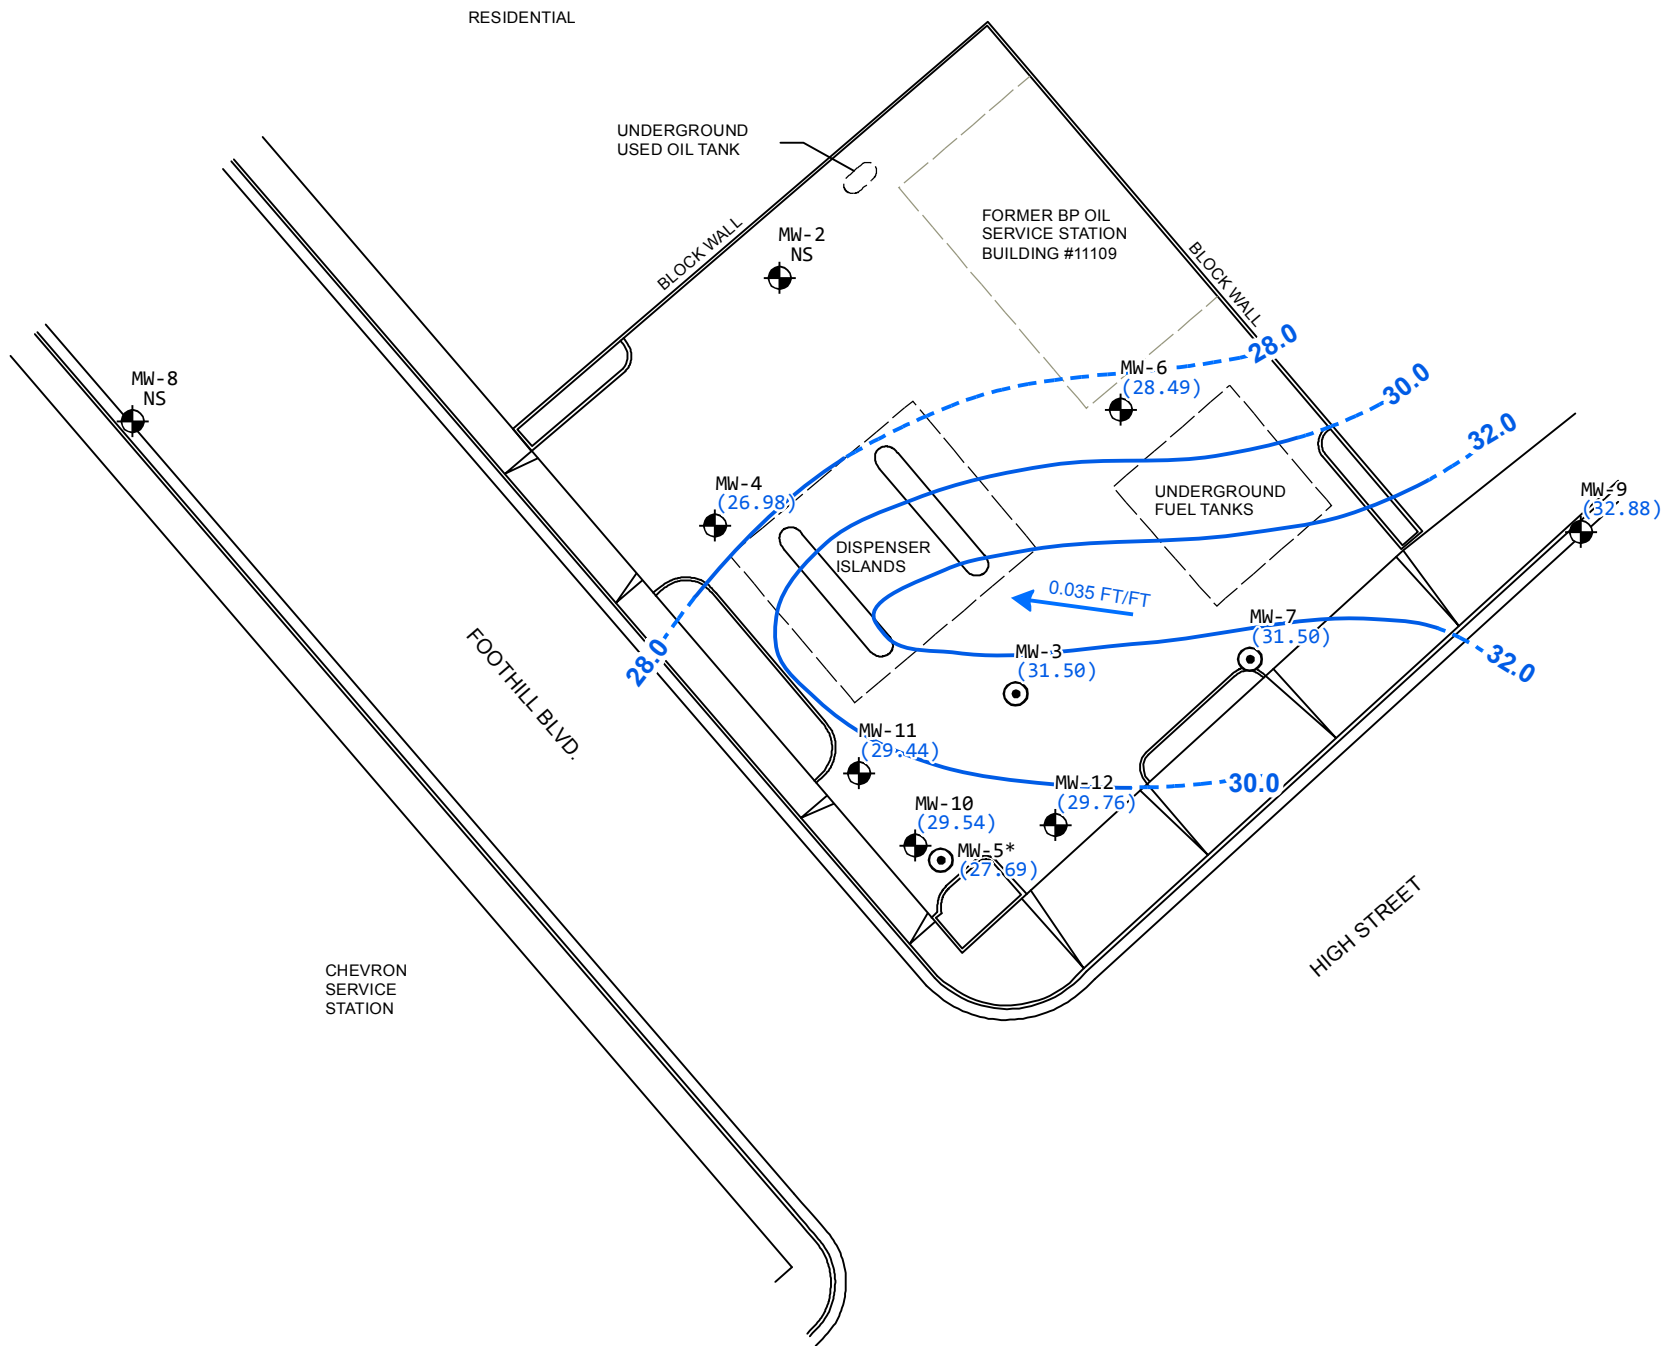 RESIDENTIAL
UNDERGROUND
USED OIL TANK
BLOCK WALL
MW-2
NS
FORMER BP OIL
SERVICE STATION
BUILDING #11109
BLOCK WALL
28.0
MW-8
NS
MW-6
(28.49)
30.0
32.0
MW-4
(26.98)
UNDERGROUND
FUEL TANKS
MW-9
(32.88)
DISPENSER
ISLANDS
0.035 FT/FT
MW-7
(31.50)
28.0
FOOTHILL BLVD.
MW-3
(31.50)
32.0
MW-11
(29.44)
MW-12
(29.76)
30.0
MW-10
(29.54)
MW-5*
(27.69)
HIGH STREET
CHEVRON
SERVICE
STATION